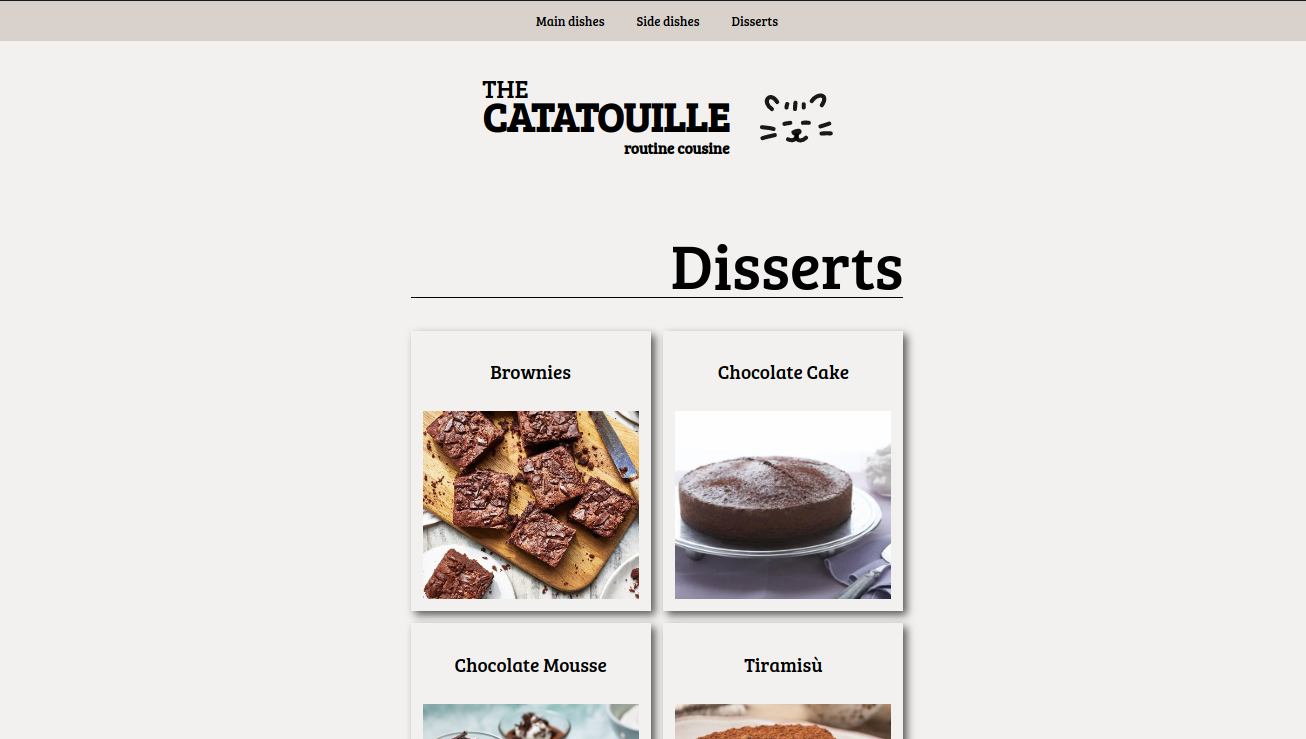 Main dishes Side dishes Disserts
THE
CATATOUILLE
routine cousine
Disserts
Brownies Chocolate Cake
Chocolate Mousse Tiramisù